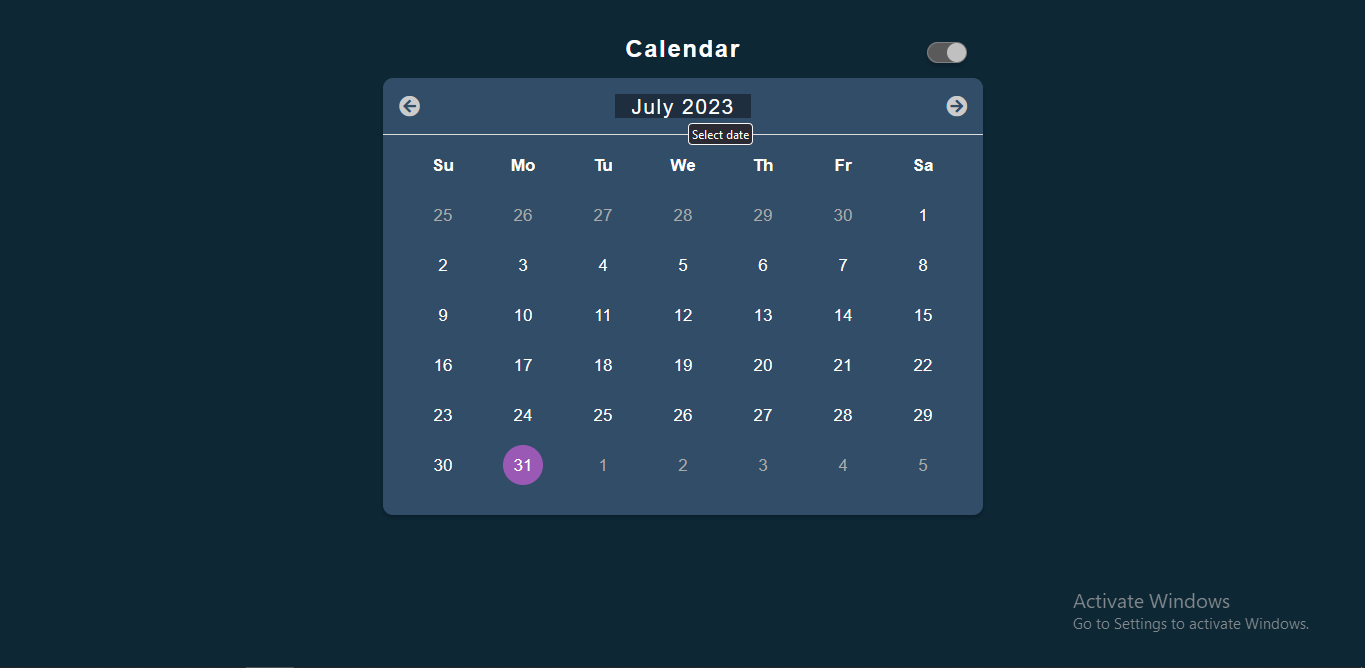 Calendar
July 2023
Select date
Su Mo Tu We Th Fr Sa
25 26 27 28 29 30 1
2 3 4 5 6 7 8
9 10 11 12 13 14 15
16 17 18 19 20 21 22
23 24 25 26 27 28 29
30 31 1 2 3 4 5
Activate Windows
Go to Settings to activate Windows.